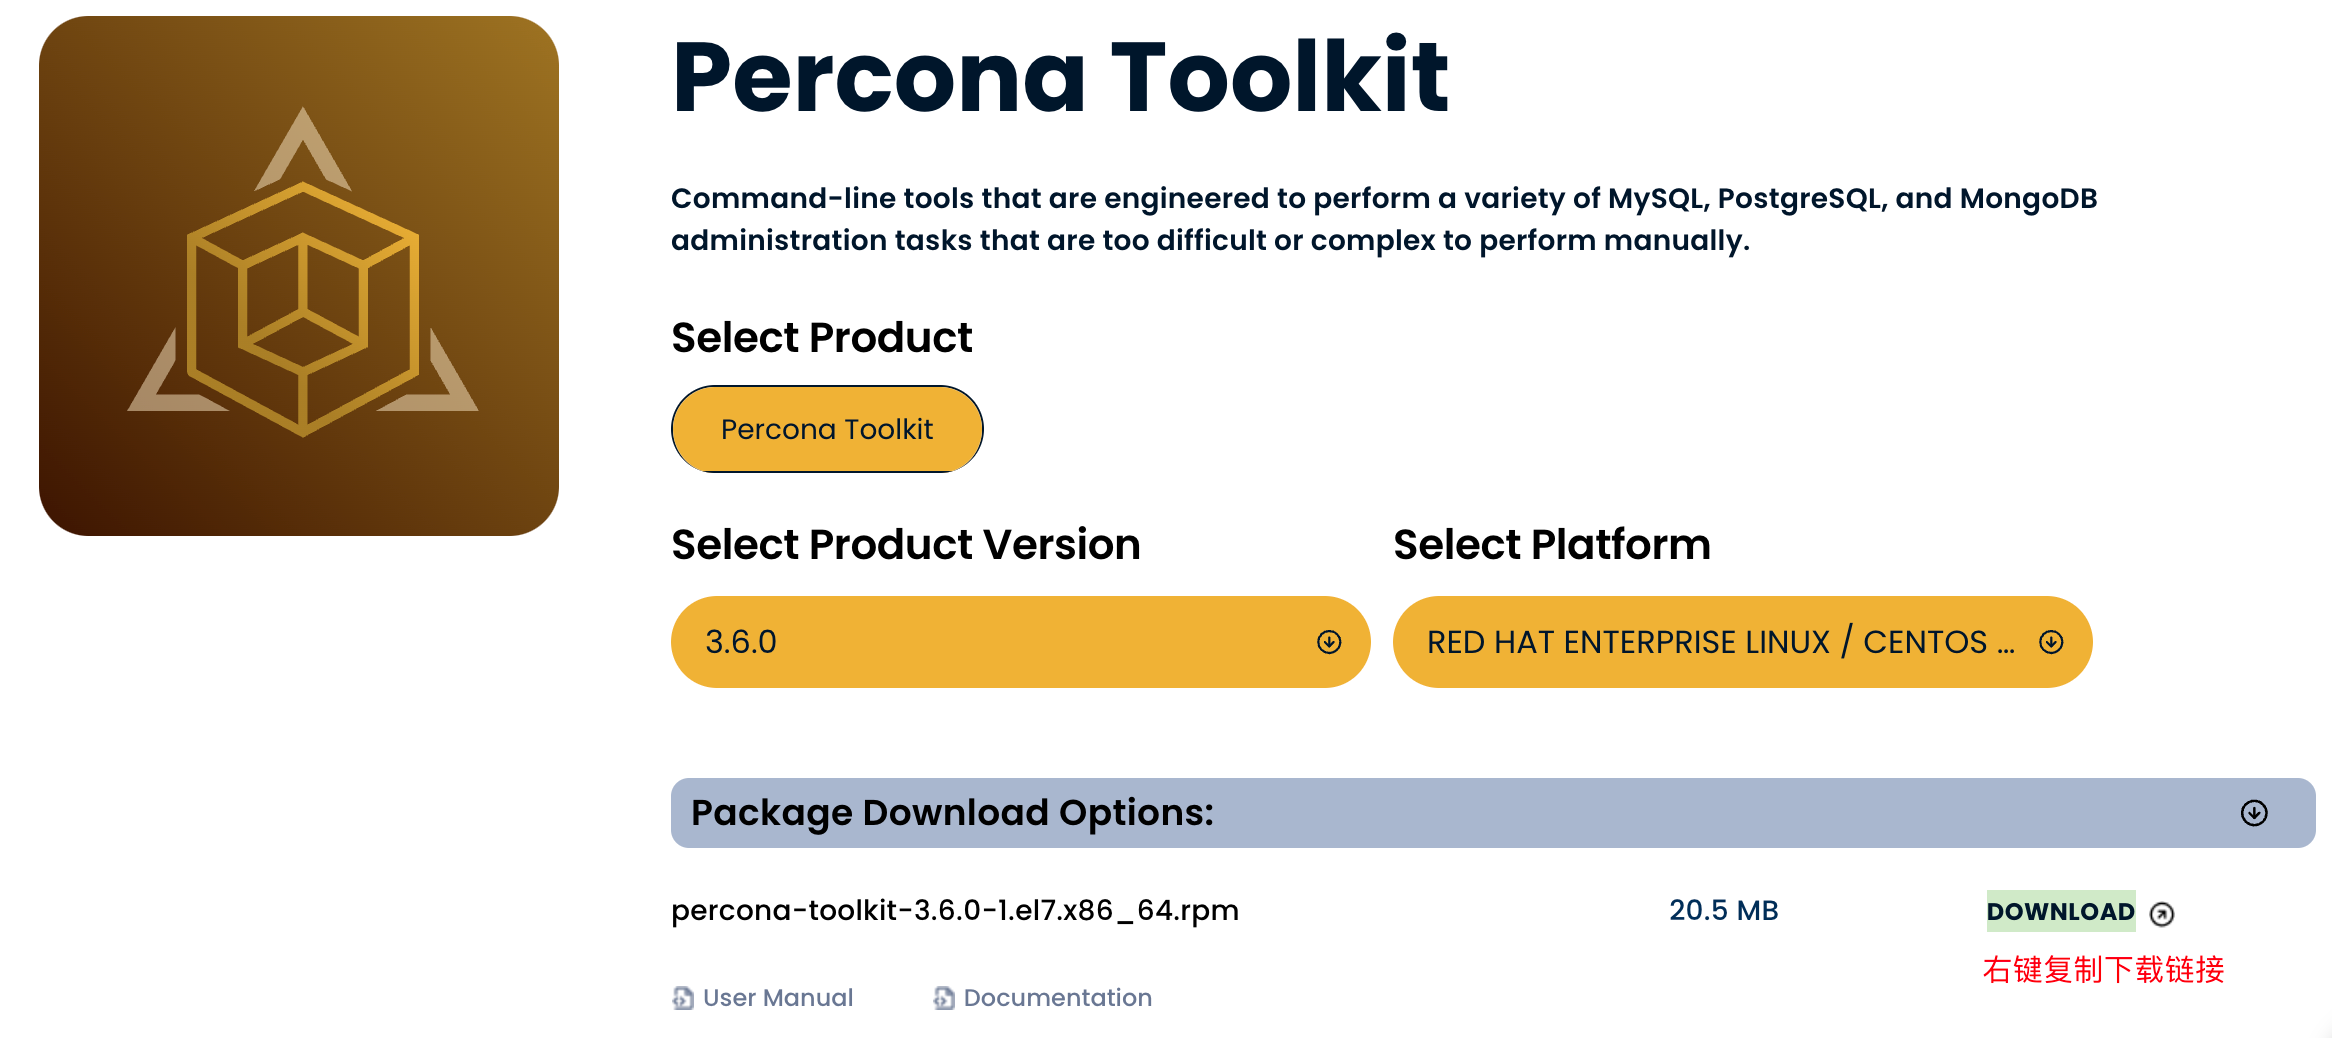 Percona Toolkit
Command-line tools that are engineered to perform a variety of MySQL, PostgreSQL, and MongoDB
administration tasks that are too difficult or complex to perform manually.
Select Product
Percona Toolkit
Select Product Version
Select Platform
3.6.0
RED HAT ENTERPRISE LINUX / CENTOS ...
Package Download Options:
percona-toolkit-3.6.0-1.el7.x86_64.rpm
20.5 MB
DOWNLOAD
右键复制下载链接
User Manual
Documentation